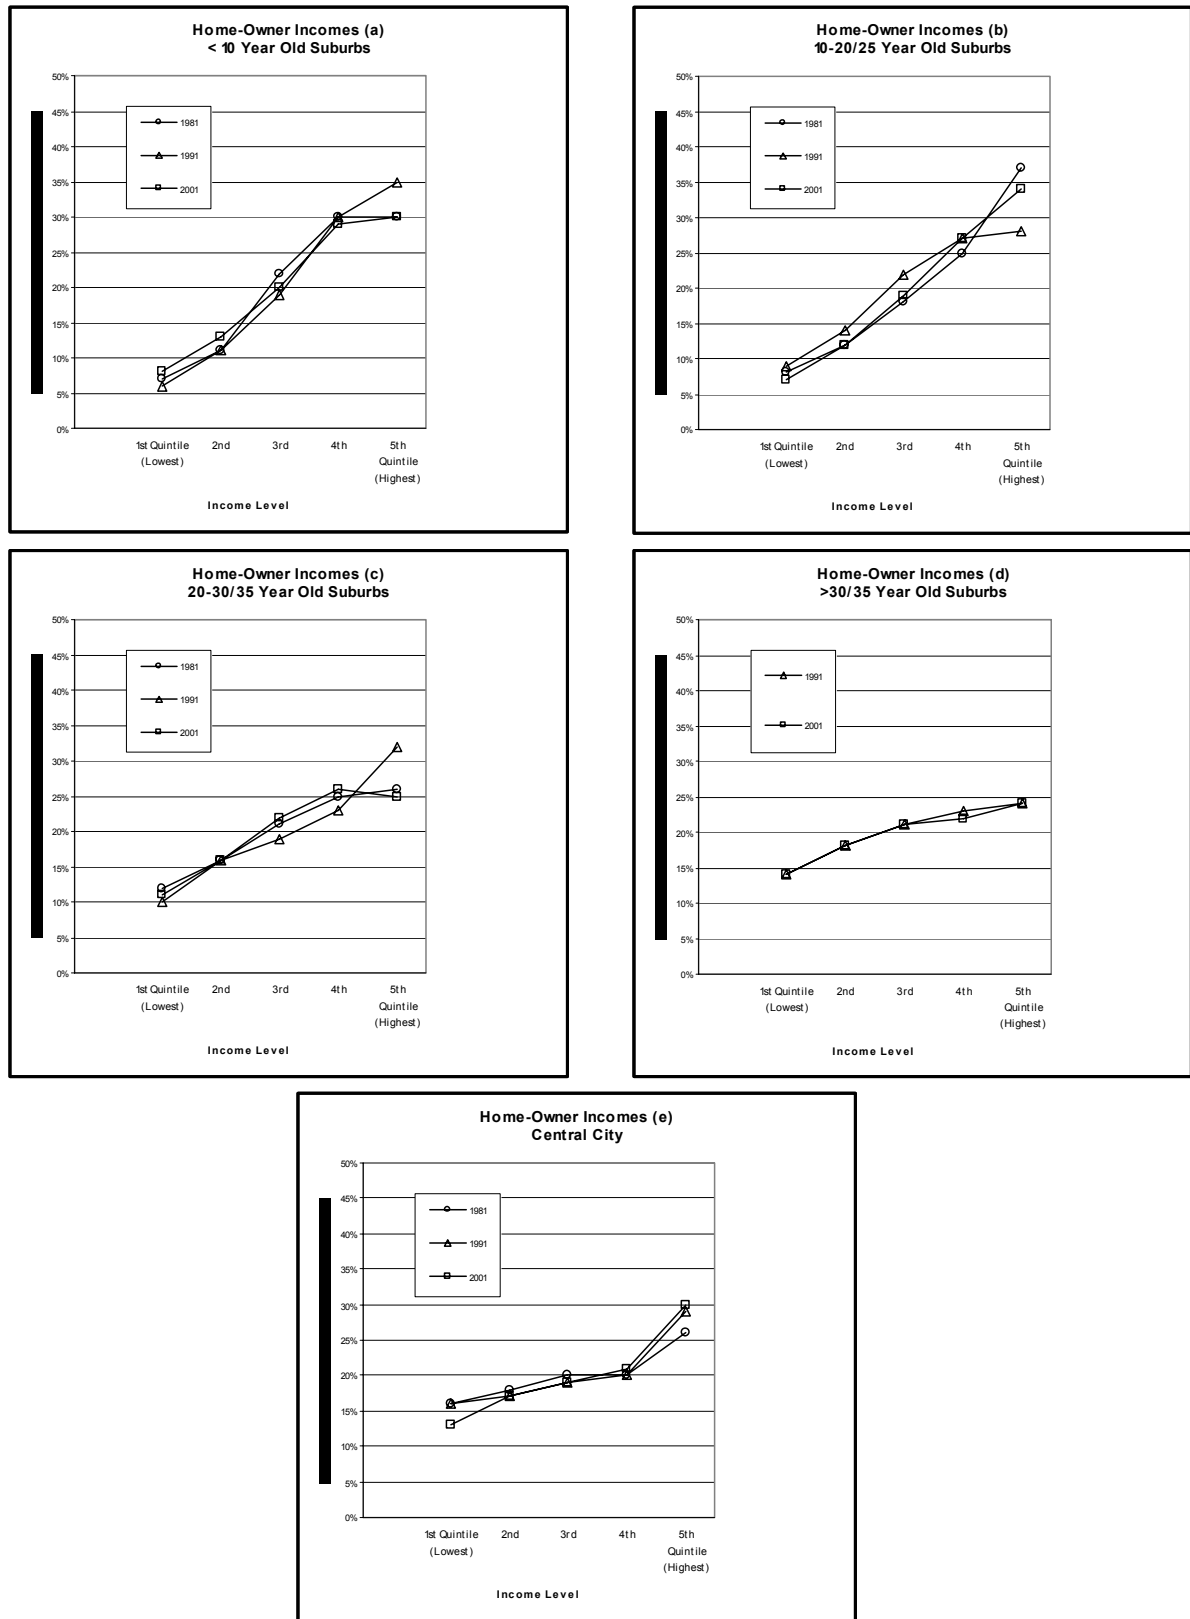 Home-Owner Incomes (a)
< 10 Year Old Suburbs
50%
45%
40%
35%
30%
25%
20%
15%
10%
5%
0%
1981
1991
2001
1st Quintile
(Lowest)
2nd
3rd
4th
5th
Quintile
(Highest)
Income Level
Home-Owner Incomes (b)
10-20/25 Year Old Suburbs
50%
45%
40%
35%
30%
25%
20%
15%
10%
5%
0%
1981
1991
2001
1st Quintile
(Lowest)
2nd
3rd
4th
5th
Quintile
(Highest)
Income Level
Home-Owner Incomes (c)
20-30/35 Year Old Suburbs
50%
45%
40%
35%
30%
25%
20%
15%
10%
5%
0%
1981
1991
2001
1st Quintile
(Lowest)
2nd
3rd
4th
5th
Quintile
(Highest)
Income Level
Home-Owner Incomes (d)
>30/35 Year Old Suburbs
50%
45%
40%
35%
30%
25%
20%
15%
10%
5%
0%
1991
2001
1st Quintile
(Lowest)
2nd
3rd
4th
5th
Quintile
(Highest)
Income Level
Home-Owner Incomes (e)
Central City
50%
45%
40%
35%
30%
25%
20%
15%
10%
5%
0%
1981
1991
2001
1st Quintile
(Lowest)
2nd
3rd
4th
5th
Quintile
(Highest)
Income Level